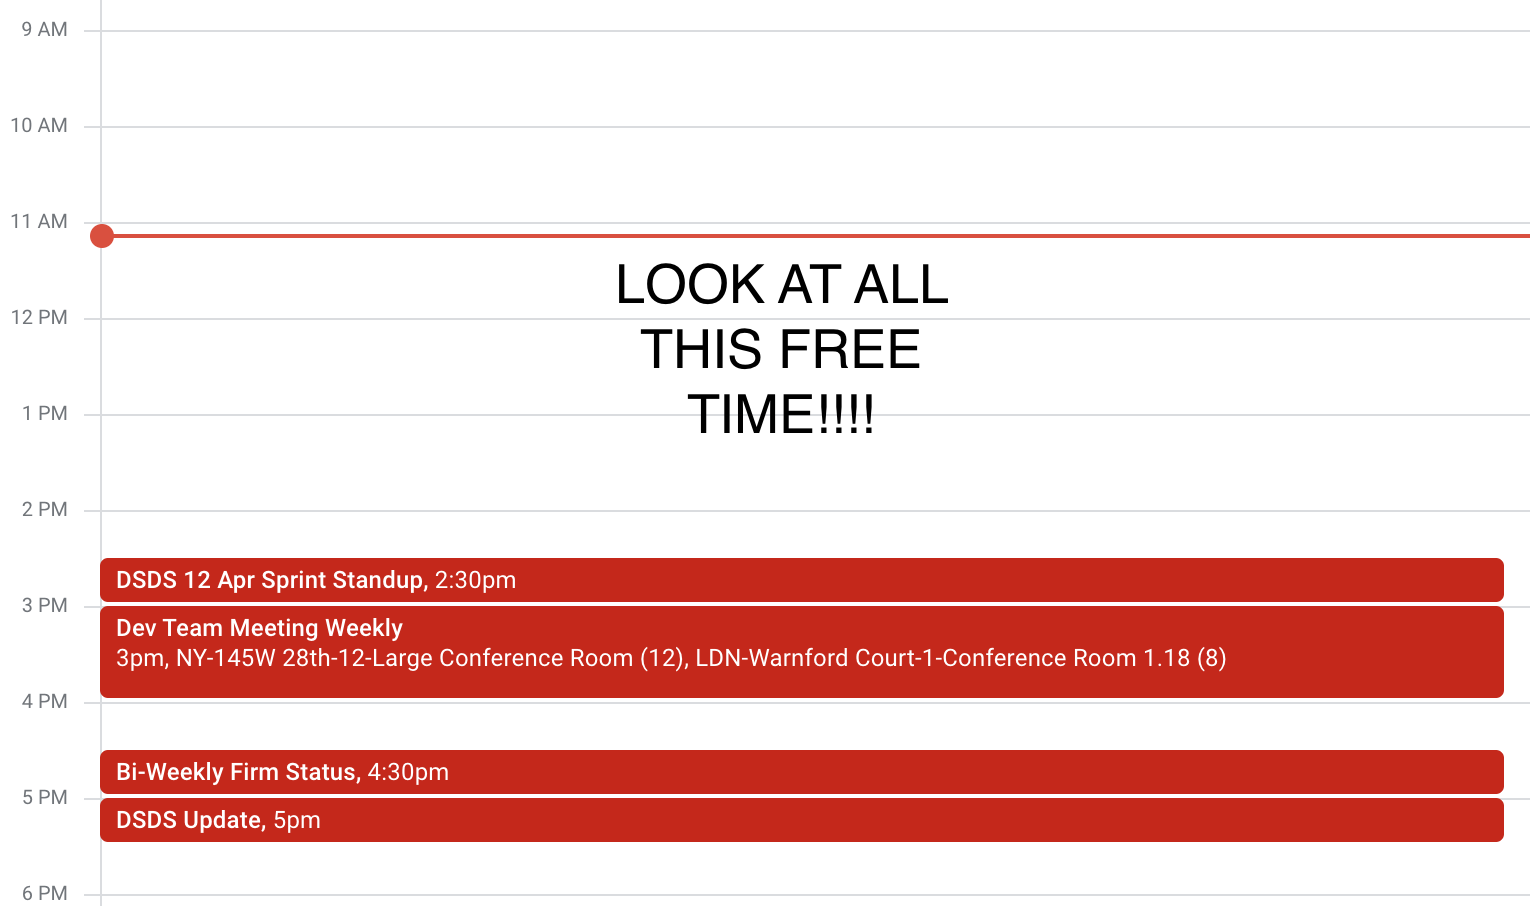 9 AM
10 AM
11 AM
LOOK AT ALL
12 PM
THIS FREE
1 PM
TIME!!!!
2 PM
DSDS 12 Apr Sprint Standup, 2:30pm
3 PM
Dev Team Meeting Weekly
3pm, NY-145W 28th-12-Large Conference Room (12), LDN-Warnford Court-1-Conference Room 1.18 (8)
4 PM
Bi-Weekly Firm Status, 4:30pm
5 PM
DSDS Update, 5pm
6 PM